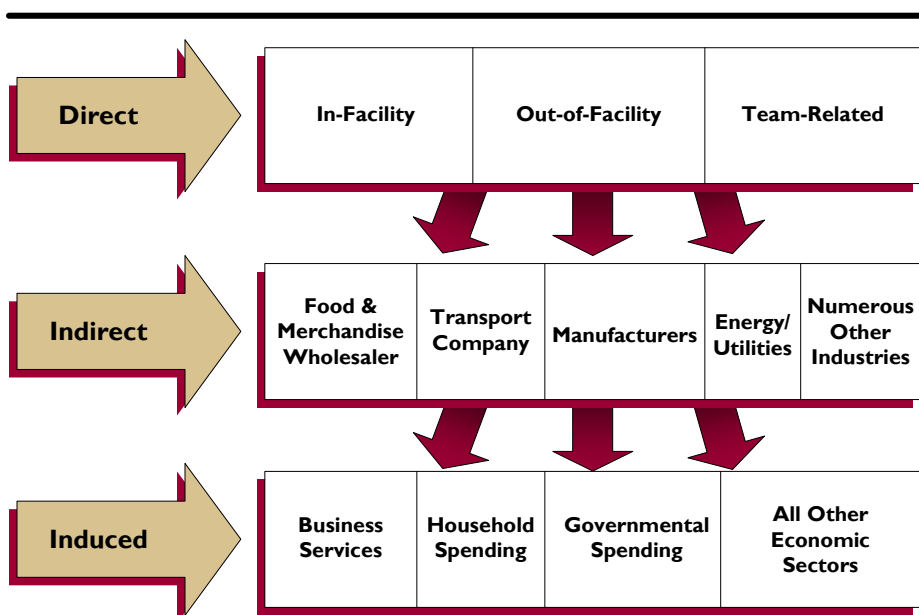 Direct
In-Facility
Out-of-Facility
Team-Related
Indirect
Food &
Merchandise
Wholesaler
Transport
Company
Manufacturers
Energy/
Utilities
Numerous
Other
Industries
Induced
Business
Services
Household
Spending
Governmental
Spending
All Other
Economic
Sectors